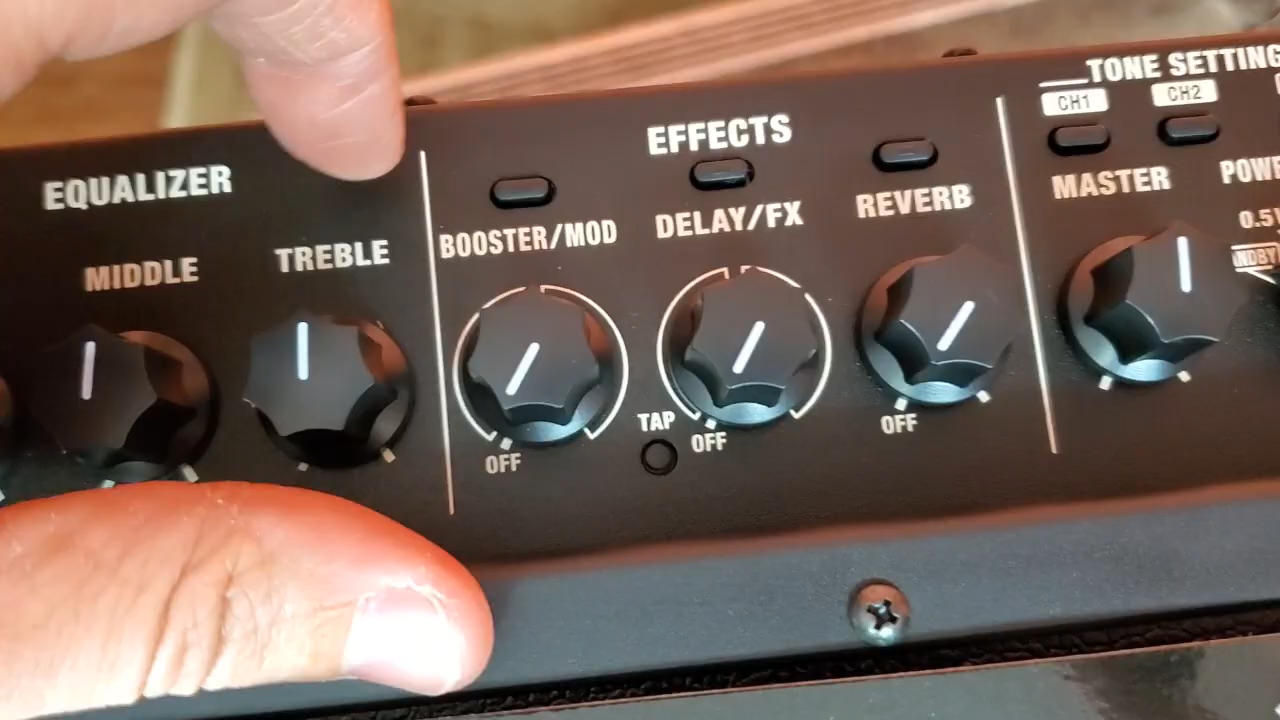 EQUALIZER
MIDDLE
TREBLE
EFFECTS
BOOSTER/MOD
DELAY/FX
REVERB
OFF
TAP
OFF
OFF
TONE SETTING
CH1
CH2
MASTER